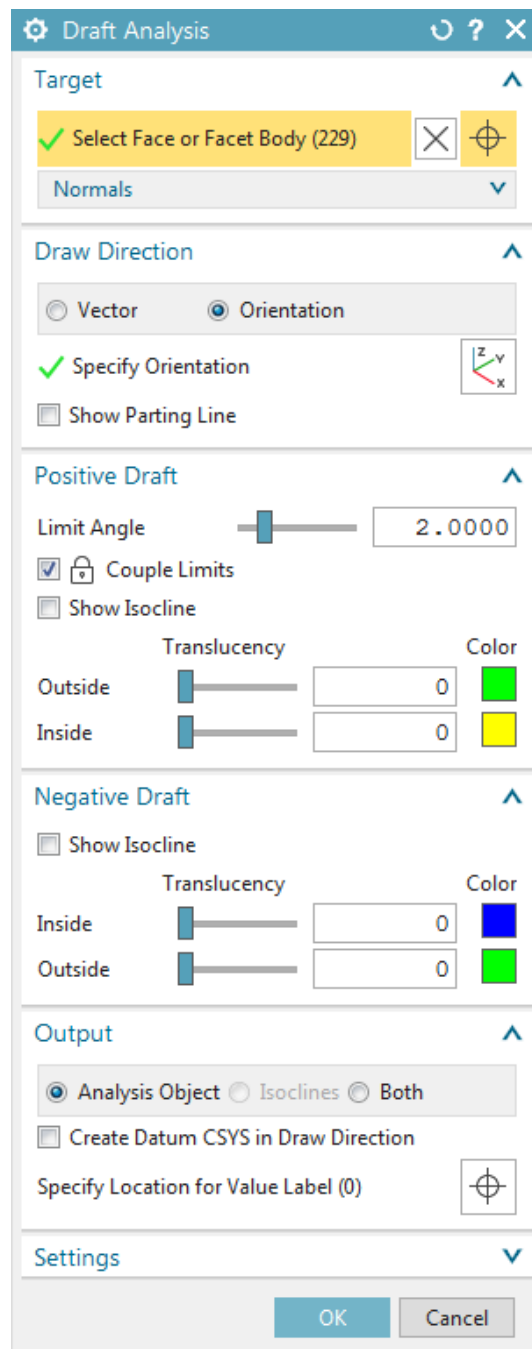 Draft Analysis ?
Target
Select Face or Facet Body (229)
Normals
Draw Direction
Vector Orientation
Specify Orientation Z Y X
Show Parting Line
Positive Draft
Limit Angle 2.0000
Couple Limits
Show Isocline
Translucency Color
Outside 0
Inside 0
Negative Draft
Show Isocline
Translucency Color
Inside 0
Outside 0
Output
Analysis Object Isoclines Both
Create Datum CSYS in Draw Direction
Specify Location for Value Label (0)
Settings
OK Cancel